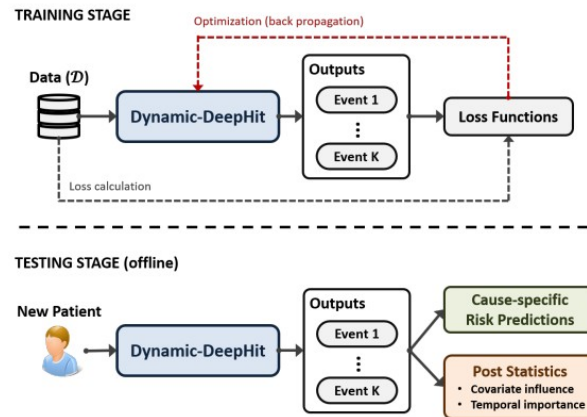 TRAINING STAGE
Optimization (back propagation)
Data (𝒟)
Dynamic-DeepHit
Outputs
Event 1
⋮
Event K
Loss Functions
Loss calculation
TESTING STAGE (offline)
New Patient
Dynamic-DeepHit
Outputs
Event 1
⋮
Event K
Cause-specific
Risk Predictions
Post Statistics
• Covariate influence
• Temporal importance